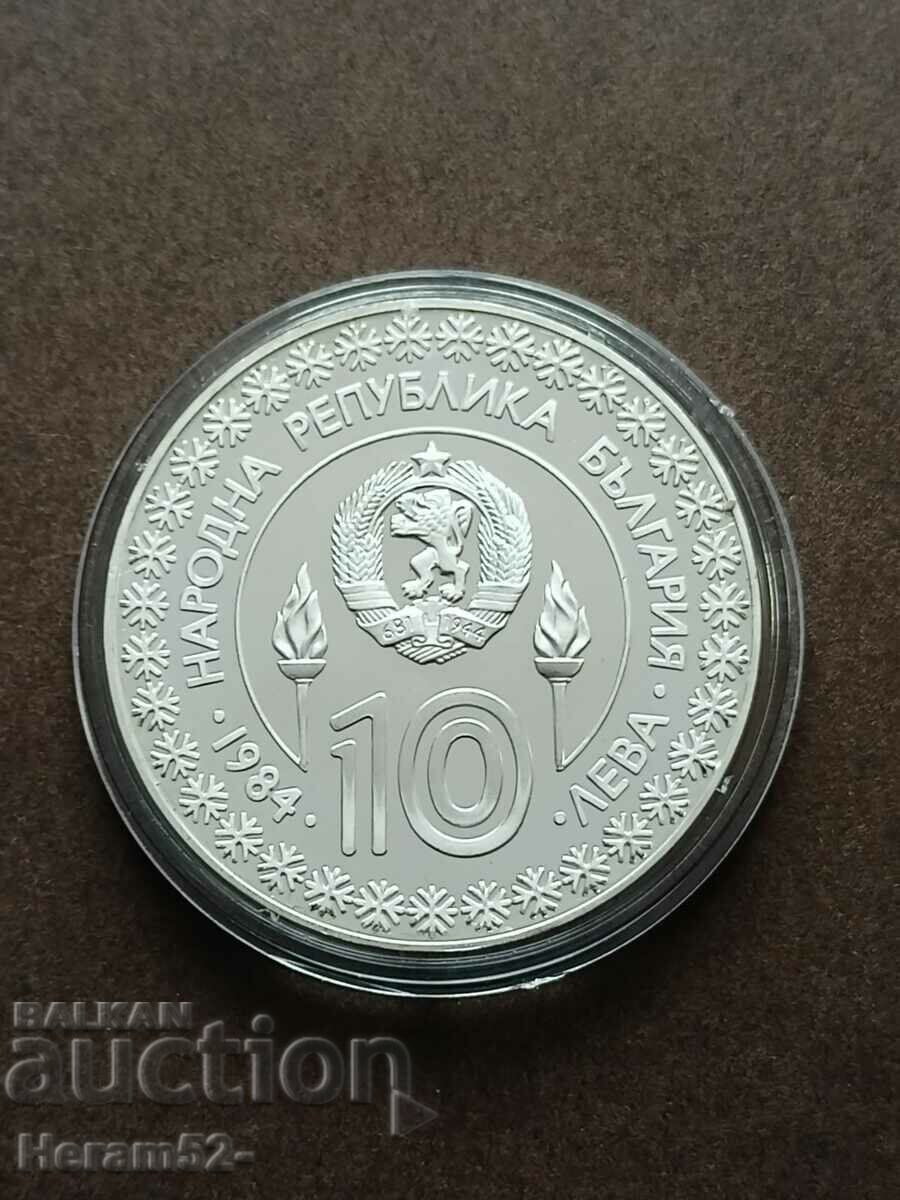 НАРОДНА РЕПУБЛИКА БЪЛГАРИЯ
681 1944
· 1984 · 10 · ЛЕВА ·
BALKAN
auction
Heram52-